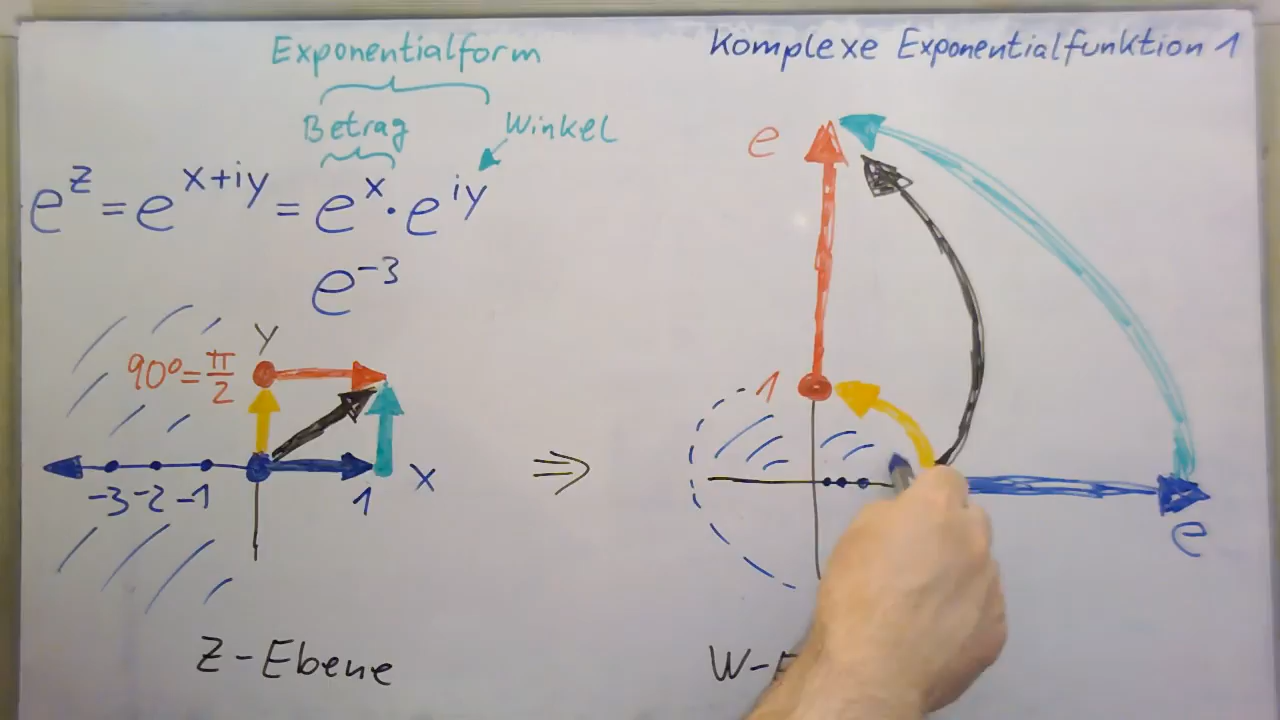 Exponentialform
Komplexe Exponentialfunktion 1
Betrag
Winkel
e^z = e^{x+iy} = e^x · e^{iy}
e^{-3}
y
90° = π/2
-3 -2 -1
1
x
⇒
e
1
e
Z-Ebene
W-E